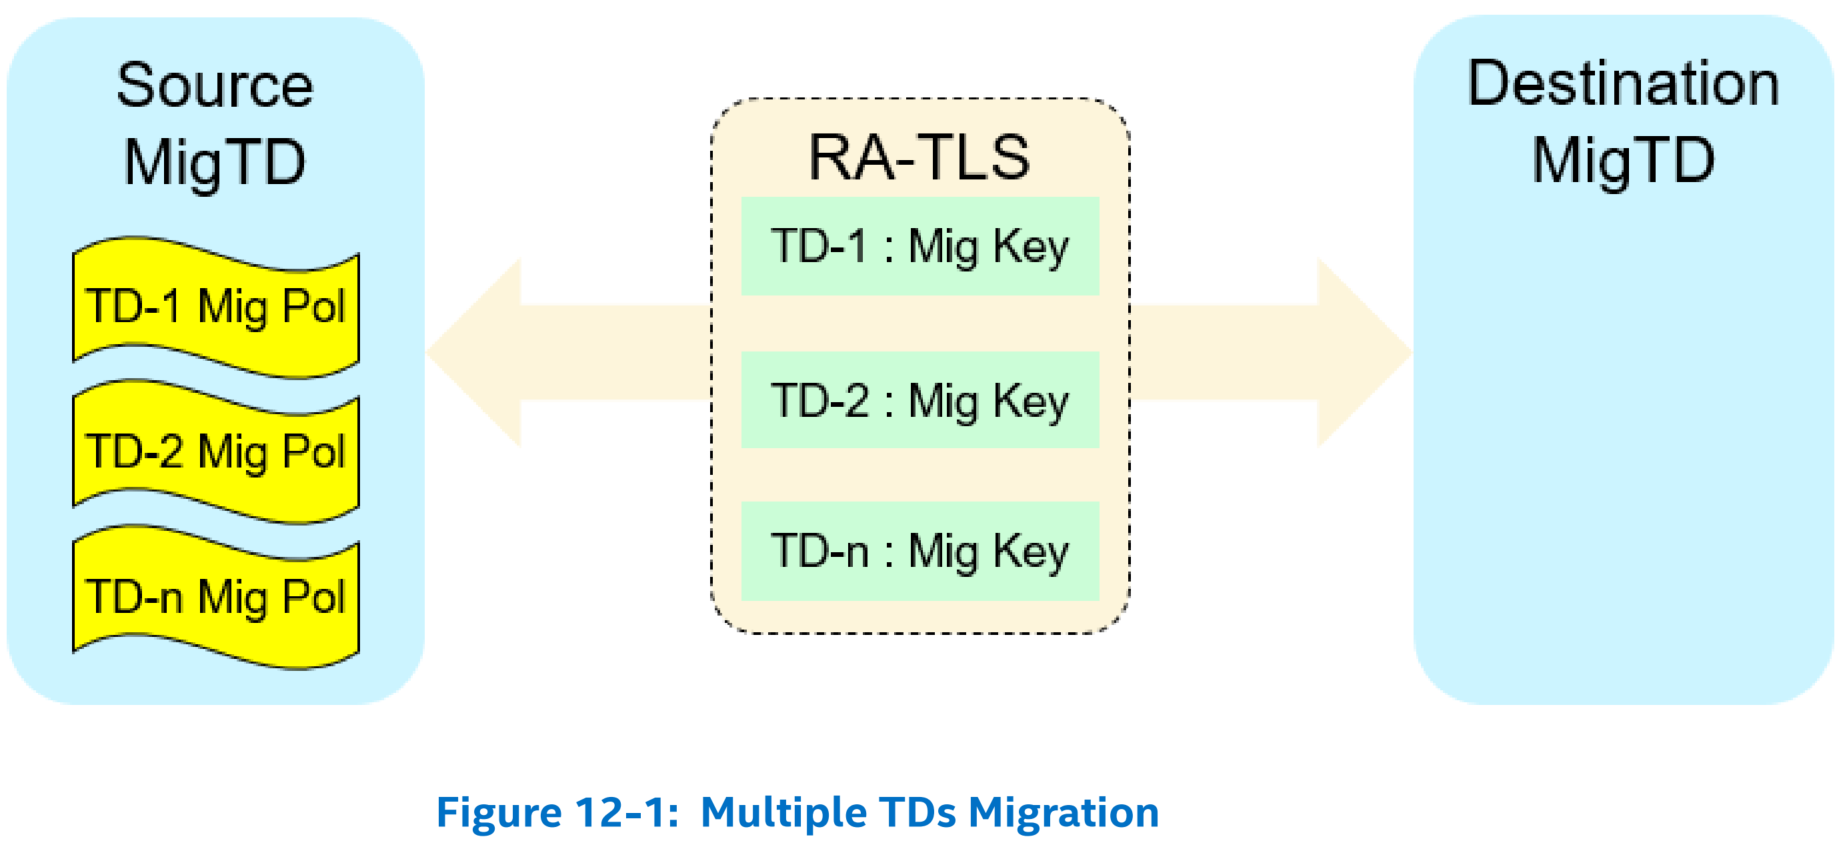 Source
MigTD
TD-1 Mig Pol
TD-2 Mig Pol
TD-n Mig Pol
RA-TLS
TD-1 : Mig Key
TD-2 : Mig Key
TD-n : Mig Key
Destination
MigTD
Figure 12-1: Multiple TDs Migration